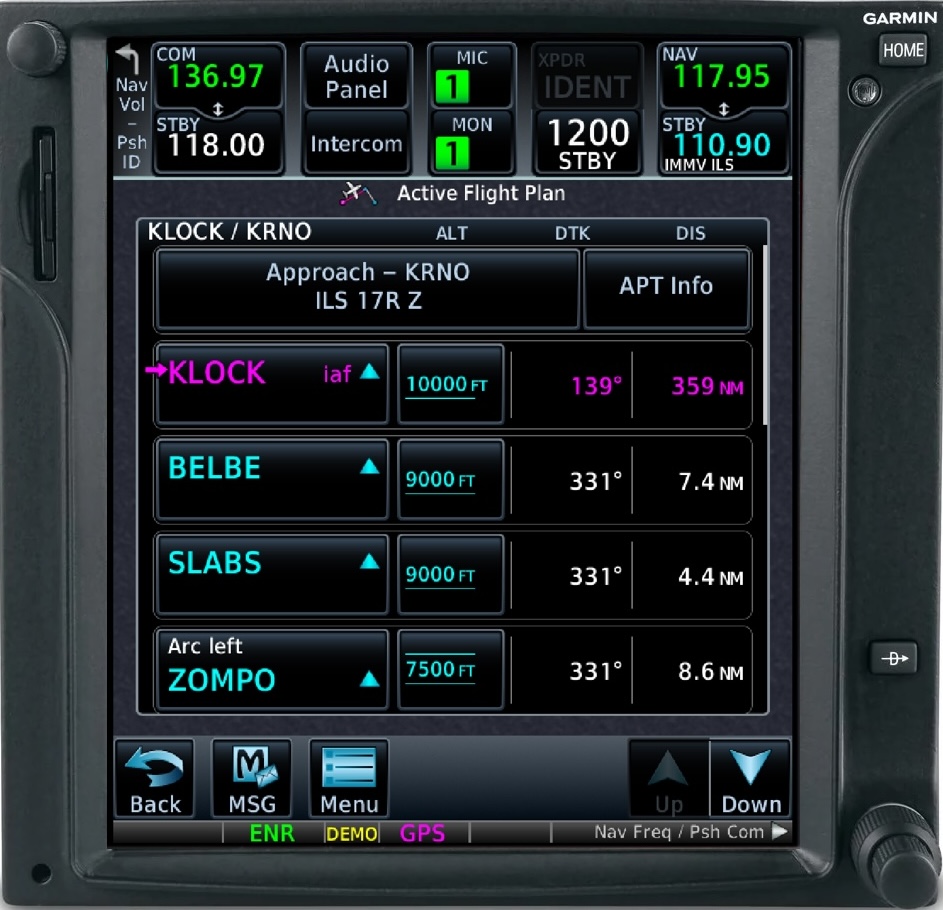 GARMIN
HOME
Nav
Vol
–
Psh
ID
COM
136.97
STBY
118.00
Audio
Panel
Intercom
MIC
1
MON
1
XPDR
IDENT
1200
STBY
NAV
117.95
STBY
110.90
IMMV ILS
Active Flight Plan
KLOCK / KRNO ALT DTK DIS
Approach – KRNO
ILS 17R Z
APT Info
KLOCK iaf 10000 FT 139° 359 NM
BELBE 9000 FT 331° 7.4 NM
SLABS 9000 FT 331° 4.4 NM
Arc left
ZOMPO 7500 FT 331° 8.6 NM
D
Back
MSG
Menu
Up
Down
ENR DEMO GPS Nav Freq / Psh Com